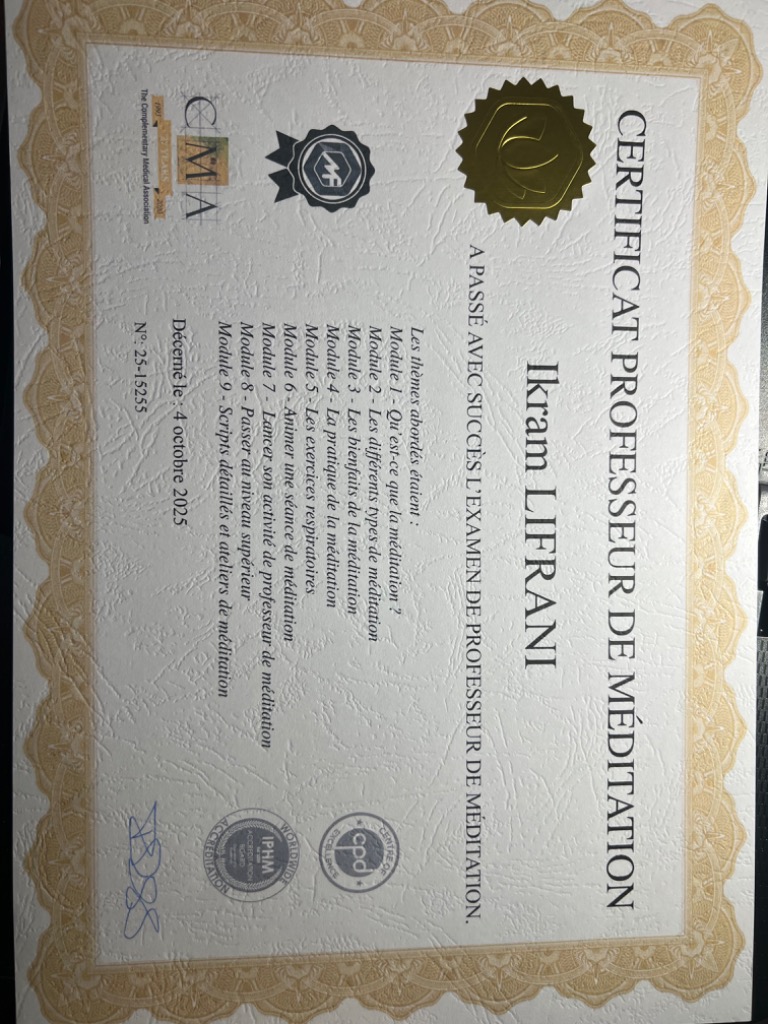 CERTIFICAT PROFESSEUR DE MÉDITATION
Ikram LIFRANI
A PASSÉ AVEC SUCCÈS L'EXAMEN DE PROFESSEUR DE MÉDITATION.
Les thèmes abordés étaient :
Module 1 - Qu'est-ce que la méditation ?
Module 2 - Les différents types de méditation
Module 3 - Les bienfaits de la méditation
Module 4 - La pratique de la méditation
Module 5 - Les exercices respiratoires
Module 6 - Animer une séance de méditation
Module 7 - Lancer son activité de professeur de méditation
Module 8 - Passer au niveau supérieur
Module 9 - Scripts détaillés et ateliers de méditation
Décerné le : 4 octobre 2025
N°: 25-15255
CMA
The Complementary Medical Association
CENTRE OF
cpd
EXCELLENCE
WORLDWIDE
IPHM
ACCREDITATION
BOARD
ACCREDITATION